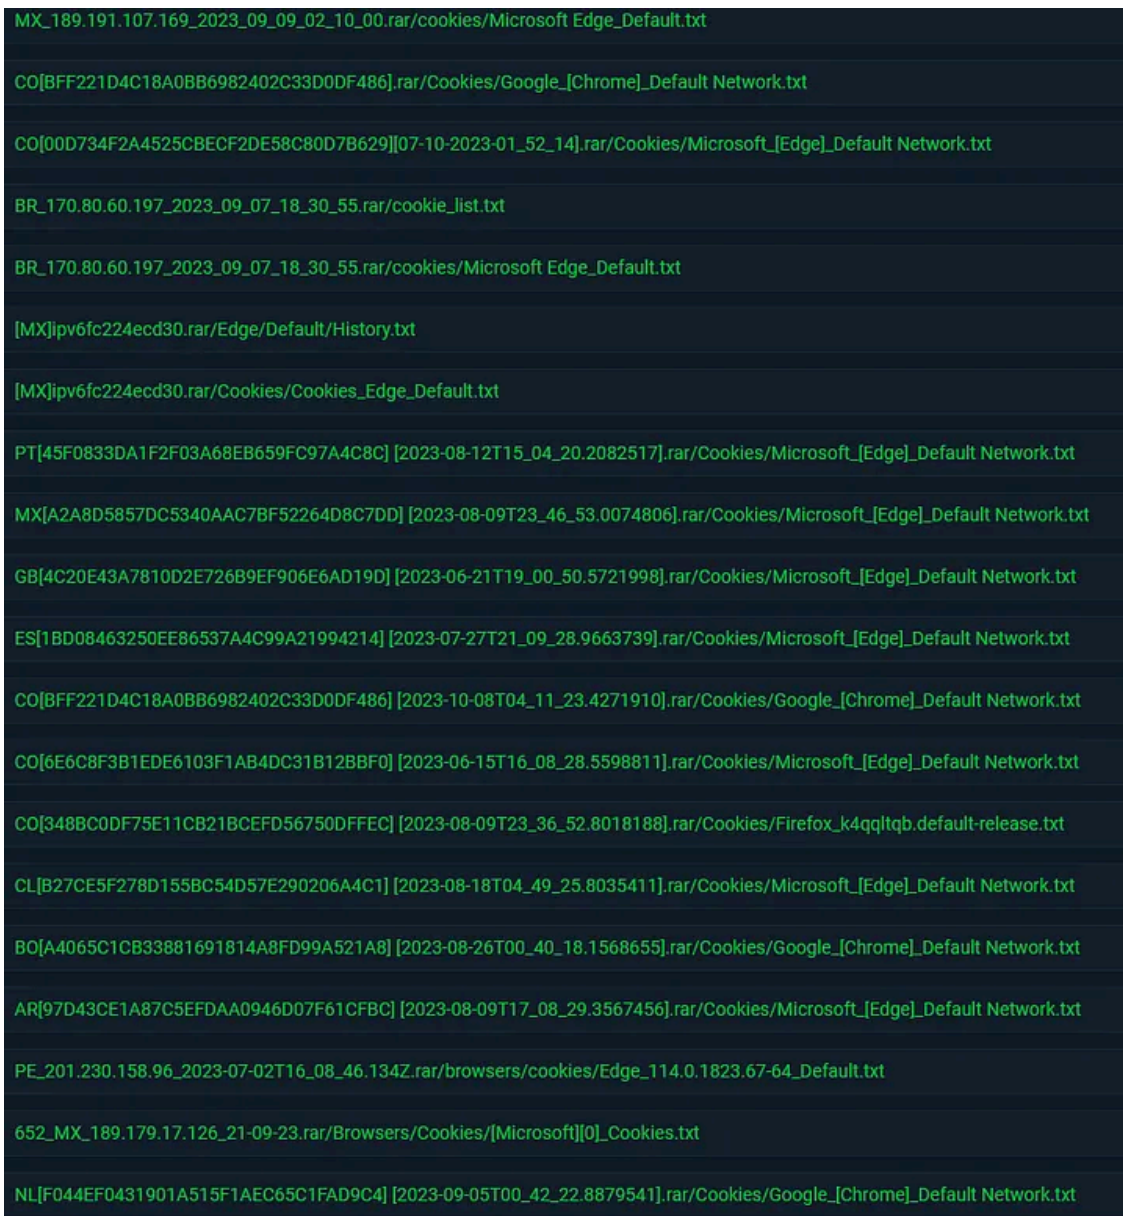 MX_189.191.107.169_2023_09_09_02_10_00.rar/cookies/Microsoft Edge_Default.txt
CO[BFF221D4C18A0BB6982402C33D0DF486].rar/Cookies/Google_[Chrome]_Default Network.txt
CO[00D734F2A4525CBECF2DE58C80D7B629][07-10-2023-01_52_14].rar/Cookies/Microsoft_[Edge]_Default Network.txt
BR_170.80.60.197_2023_09_07_18_30_55.rar/cookie_list.txt
BR_170.80.60.197_2023_09_07_18_30_55.rar/cookies/Microsoft Edge_Default.txt
[MX]ipv6fc224ecd30.rar/Edge/Default/History.txt
[MX]ipv6fc224ecd30.rar/Cookies/Cookies_Edge_Default.txt
PT[45F0833DA1F2F03A68EB659FC97A4C8C] [2023-08-12T15_04_20.2082517].rar/Cookies/Microsoft_[Edge]_Default Network.txt
MX[A2A8D5857DC5340AAC7BF52264D8C7DD] [2023-08-09T23_46_53.0074806].rar/Cookies/Microsoft_[Edge]_Default Network.txt
GB[4C20E43A7810D2E726B9EF906E6AD19D] [2023-06-21T19_00_50.5721998].rar/Cookies/Microsoft_[Edge]_Default Network.txt
ES[1BD08463250EE86537A4C99A21994214] [2023-07-27T21_09_28.9663739].rar/Cookies/Microsoft_[Edge]_Default Network.txt
CO[BFF221D4C18A0BB6982402C33D0DF486] [2023-10-08T04_11_23.4271910].rar/Cookies/Google_[Chrome]_Default Network.txt
CO[6E6C8F3B1EDE6103F1AB4DC31B12BBF0] [2023-06-15T16_08_28.5598811].rar/Cookies/Microsoft_[Edge]_Default Network.txt
CO[348BC0DF75E11CB21BCEFD56750DFFEC] [2023-08-09T23_36_52.8018188].rar/Cookies/Firefox_k4qqltqb.default-release.txt
CL[B27CE5F278D155BC54D57E290206A4C1] [2023-08-18T04_49_25.8035411].rar/Cookies/Microsoft_[Edge]_Default Network.txt
BO[A4065C1CB33881691814A8FD99A521A8] [2023-08-26T00_40_18.1568655].rar/Cookies/Google_[Chrome]_Default Network.txt
AR[97D43CE1A87C5EFDAA0946D07F61CFBC] [2023-08-09T17_08_29.3567456].rar/Cookies/Microsoft_[Edge]_Default Network.txt
PE_201.230.158.96_2023-07-02T16_08_46.134Z.rar/browsers/cookies/Edge_114.0.1823.67-64_Default.txt
652_MX_189.179.17.126_21-09-23.rar/Browsers/Cookies/[Microsoft][0]_Cookies.txt
NL[F044EF0431901A515F1AEC65C1FAD9C4] [2023-09-05T00_42_22.8879541].rar/Cookies/Google_[Chrome]_Default Network.txt